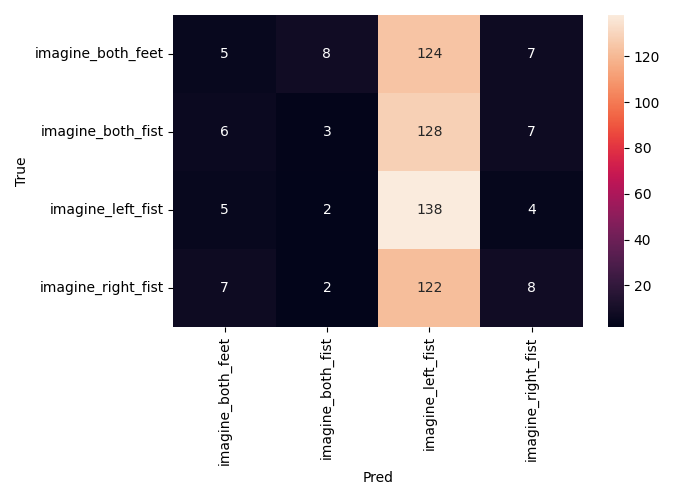 imagine_both_feet 5 8 124 7
imagine_both_fist 6 3 128 7
imagine_left_fist 5 2 138 4
imagine_right_fist 7 2 122 8
True
imagine_both_feet
imagine_both_fist
imagine_left_fist
imagine_right_fist
Pred
120
100
80
60
40
20